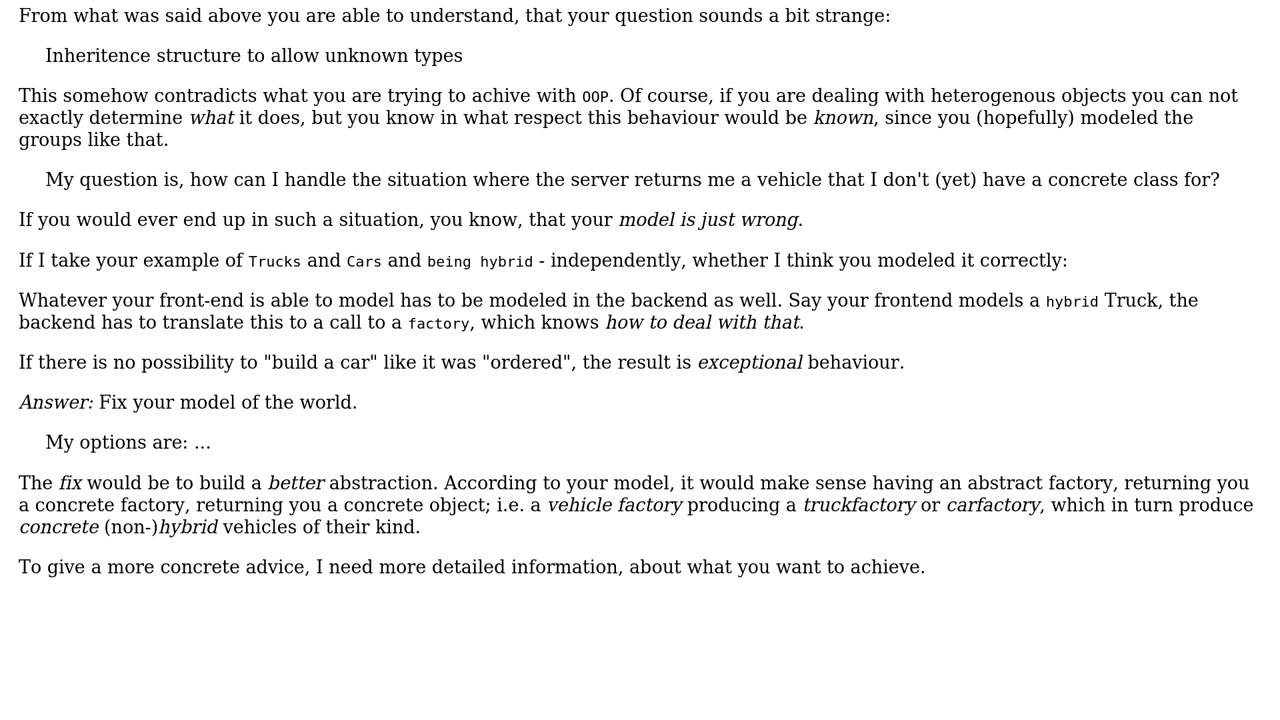 From what was said above you are able to understand, that your question sounds a bit strange:
Inheritence structure to allow unknown types
This somehow contradicts what you are trying to achive with OOP. Of course, if you are dealing with heterogenous objects you can not
exactly determine what it does, but you know in what respect this behaviour would be known, since you (hopefully) modeled the
groups like that.
My question is, how can I handle the situation where the server returns me a vehicle that I don't (yet) have a concrete class for?
If you would ever end up in such a situation, you know, that your model is just wrong.
If I take your example of Trucks and Cars and being hybrid - independently, whether I think you modeled it correctly:
Whatever your front-end is able to model has to be modeled in the backend as well. Say your frontend models a hybrid Truck, the
backend has to translate this to a call to a factory, which knows how to deal with that.
If there is no possibility to "build a car" like it was "ordered", the result is exceptional behaviour.
Answer: Fix your model of the world.
My options are: ...
The fix would be to build a better abstraction. According to your model, it would make sense having an abstract factory, returning you
a concrete factory, returning you a concrete object; i.e. a vehicle factory producing a truckfactory or carfactory, which in turn produce
concrete (non-)hybrid vehicles of their kind.
To give a more concrete advice, I need more detailed information, about what you want to achieve.